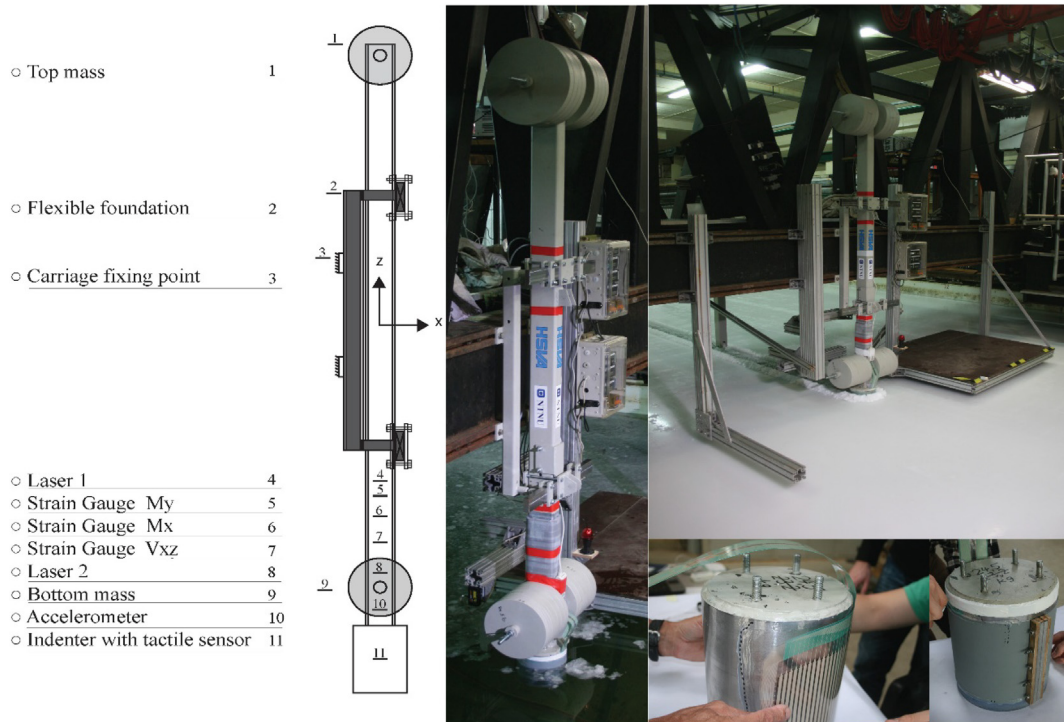 Top mass 1
Flexible foundation 2
Carriage fixing point 3
Laser 1 4
Strain Gauge My 5
Strain Gauge Mx 6
Strain Gauge Vxz 7
Laser 2 8
Bottom mass 9
Accelerometer 10
Indenter with tactile sensor 11
1
2
3
z
x
4
5
6
7
8
9
10
11
HSVA
NTNU